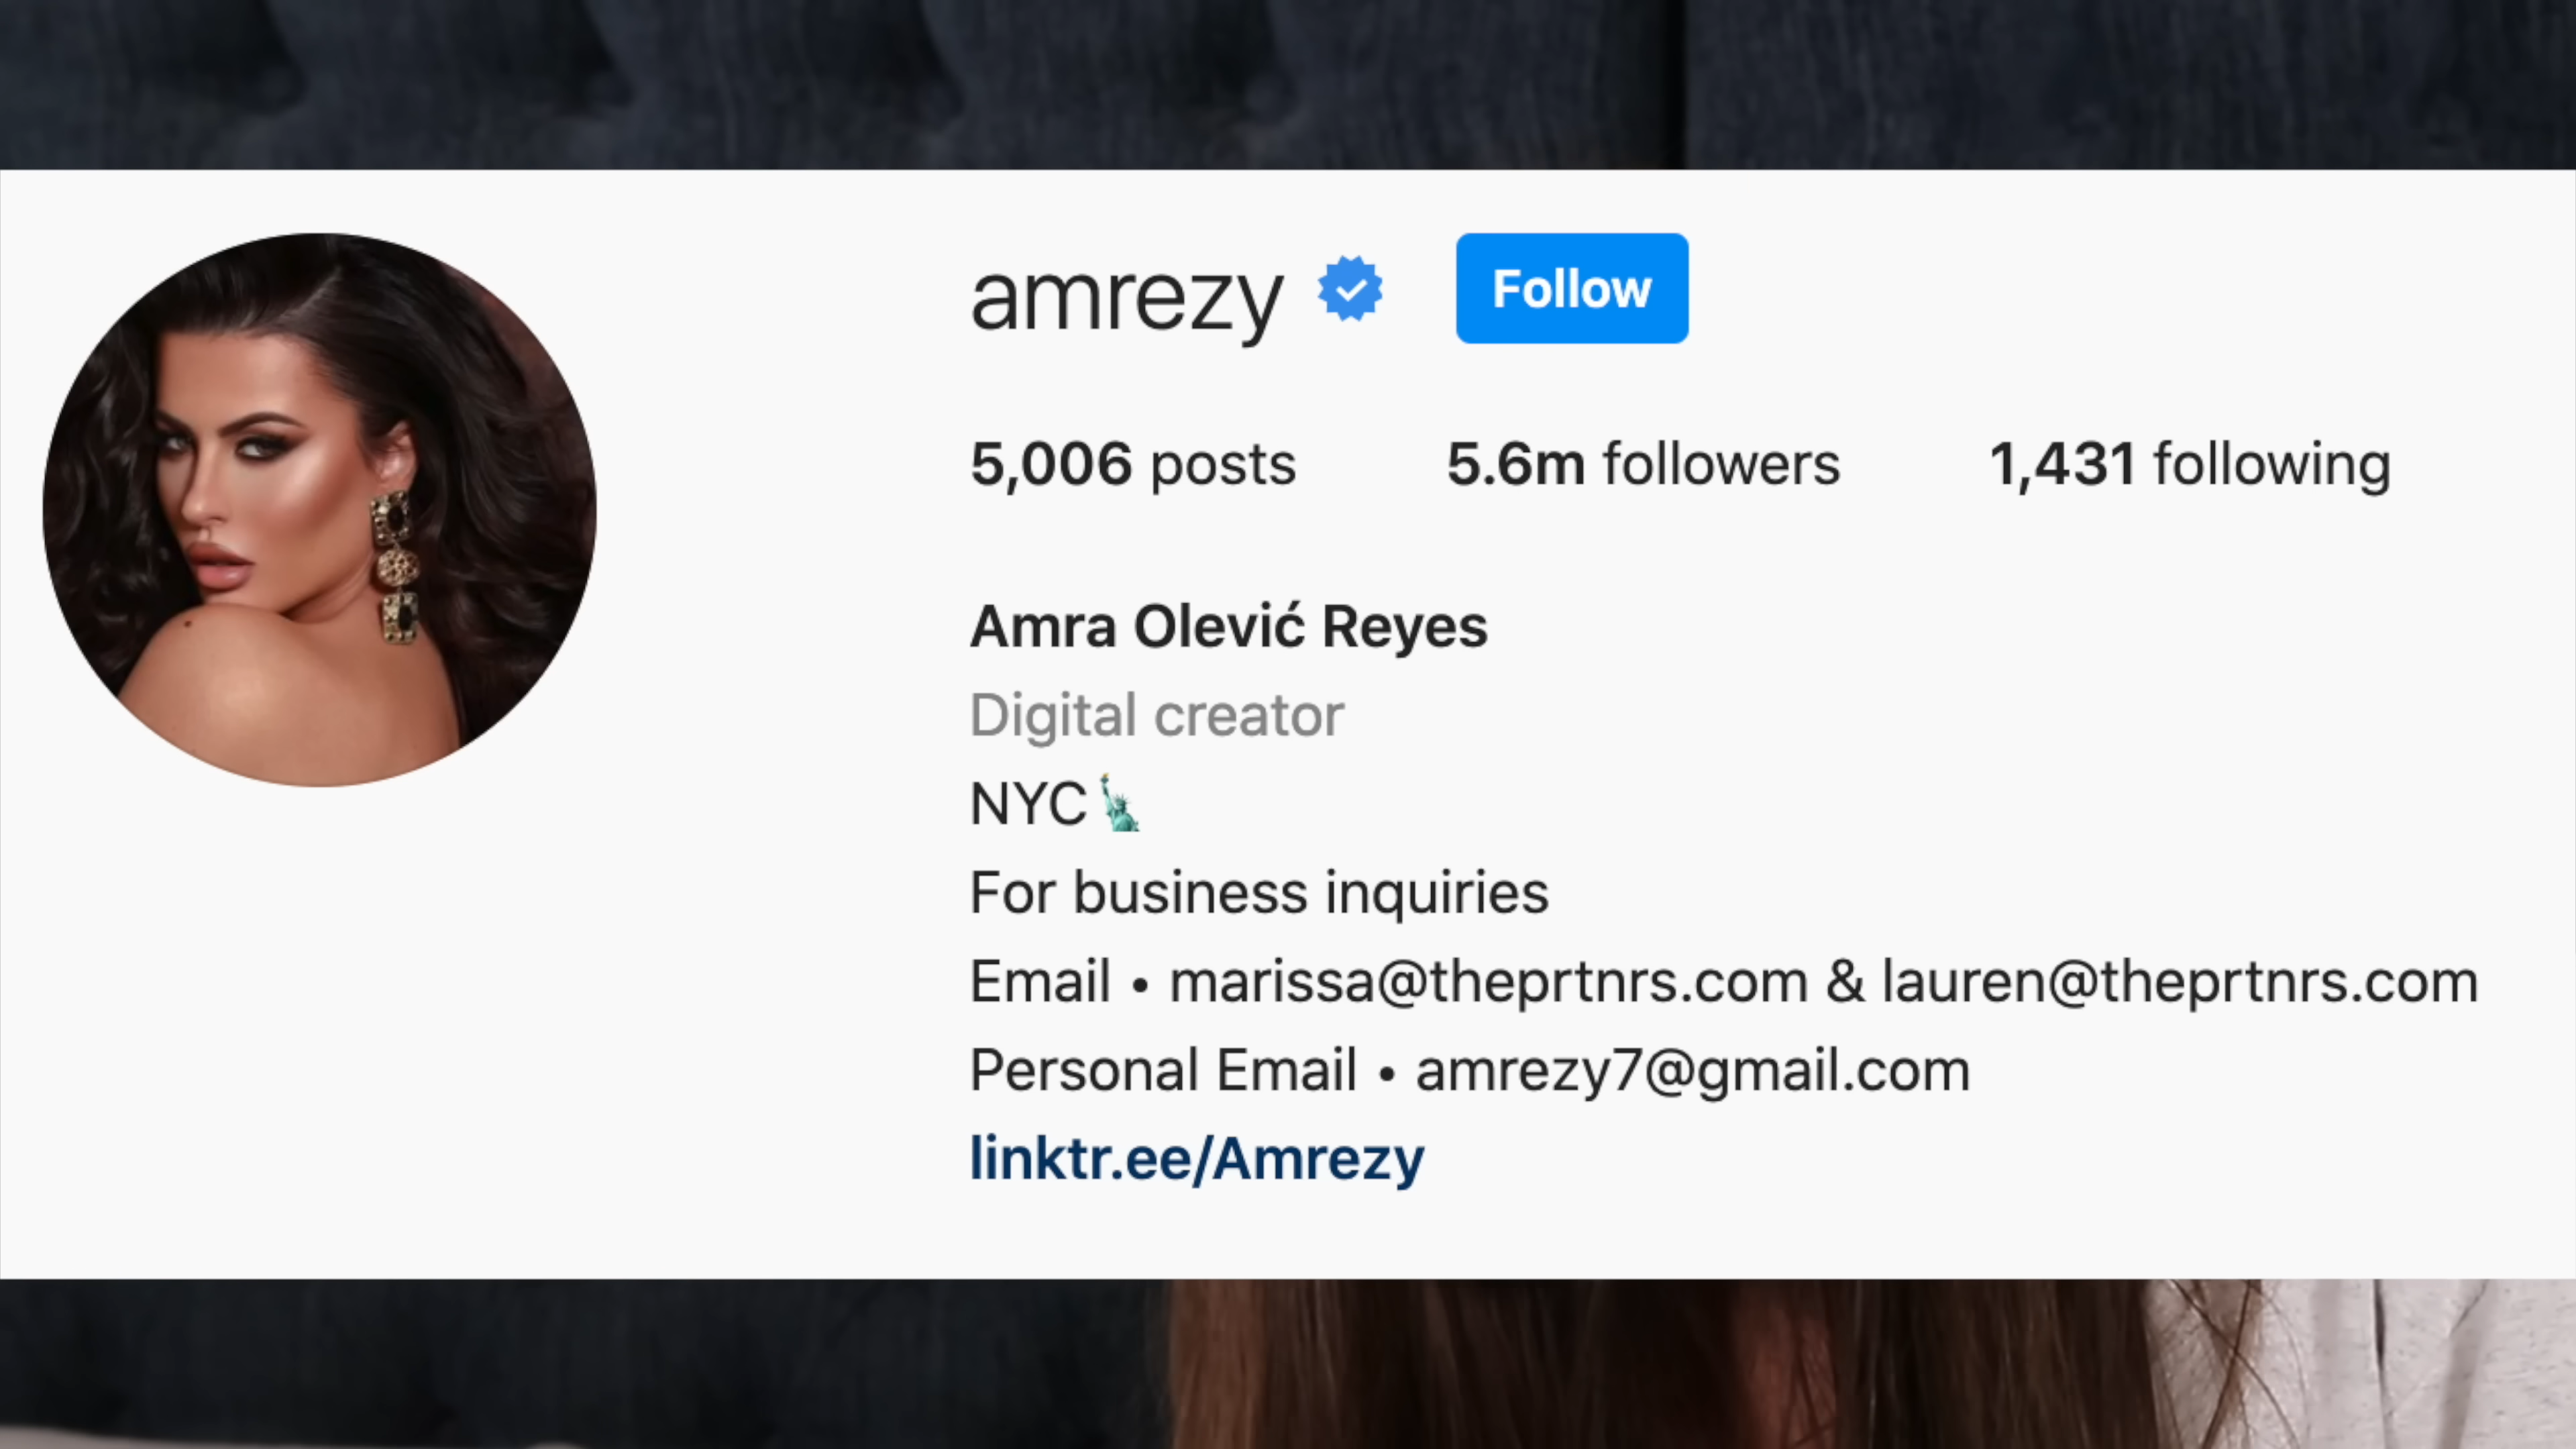 amrezy Follow
5,006 posts 5.6m followers 1,431 following
Amra Olević Reyes
Digital creator
NYC🗽
For business inquiries
Email • marissa@theprtnrs.com & lauren@theprtnrs.com
Personal Email • amrezy7@gmail.com
linktr.ee/Amrezy